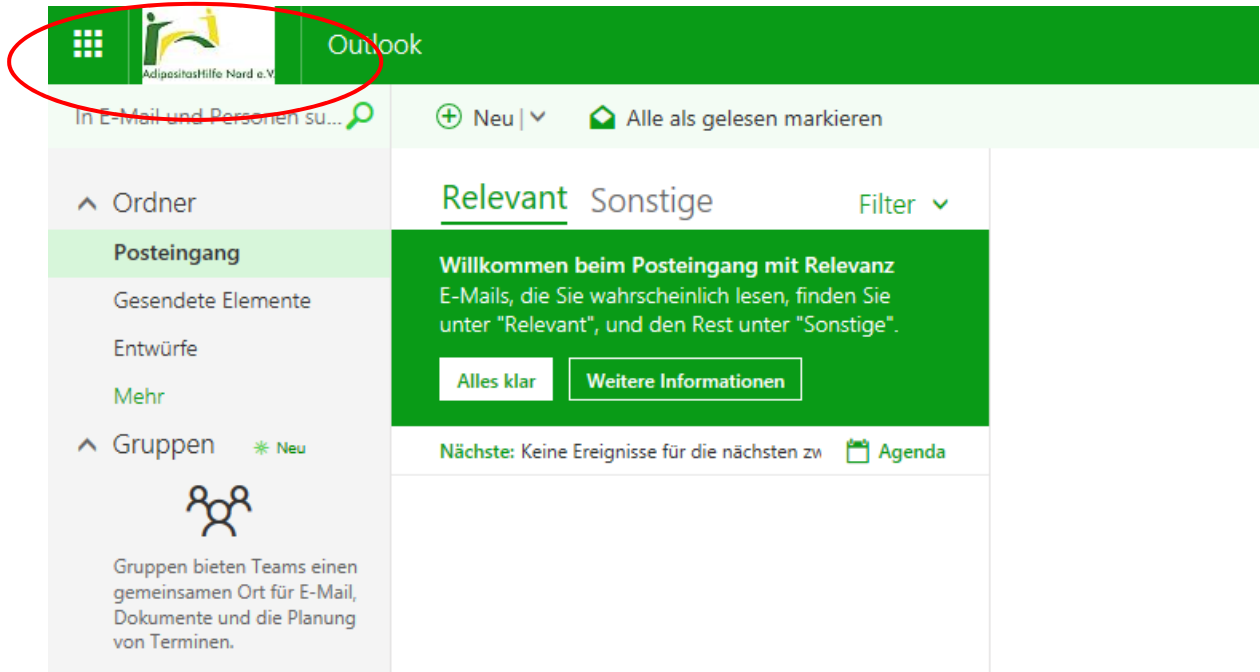 AdipositasHilfe Nord e.V.
Outlook
In E-Mail und Personen su...
Neu
Alle als gelesen markieren
Ordner
Posteingang
Gesendete Elemente
Entwürfe
Mehr
Gruppen
Neu
Gruppen bieten Teams einen
gemeinsamen Ort für E-Mail,
Dokumente und die Planung
von Terminen.
Relevant Sonstige
Filter
Willkommen beim Posteingang mit Relevanz
E-Mails, die Sie wahrscheinlich lesen, finden Sie
unter "Relevant", und den Rest unter "Sonstige".
Alles klar
Weitere Informationen
Nächste: Keine Ereignisse für die nächsten zw
Agenda